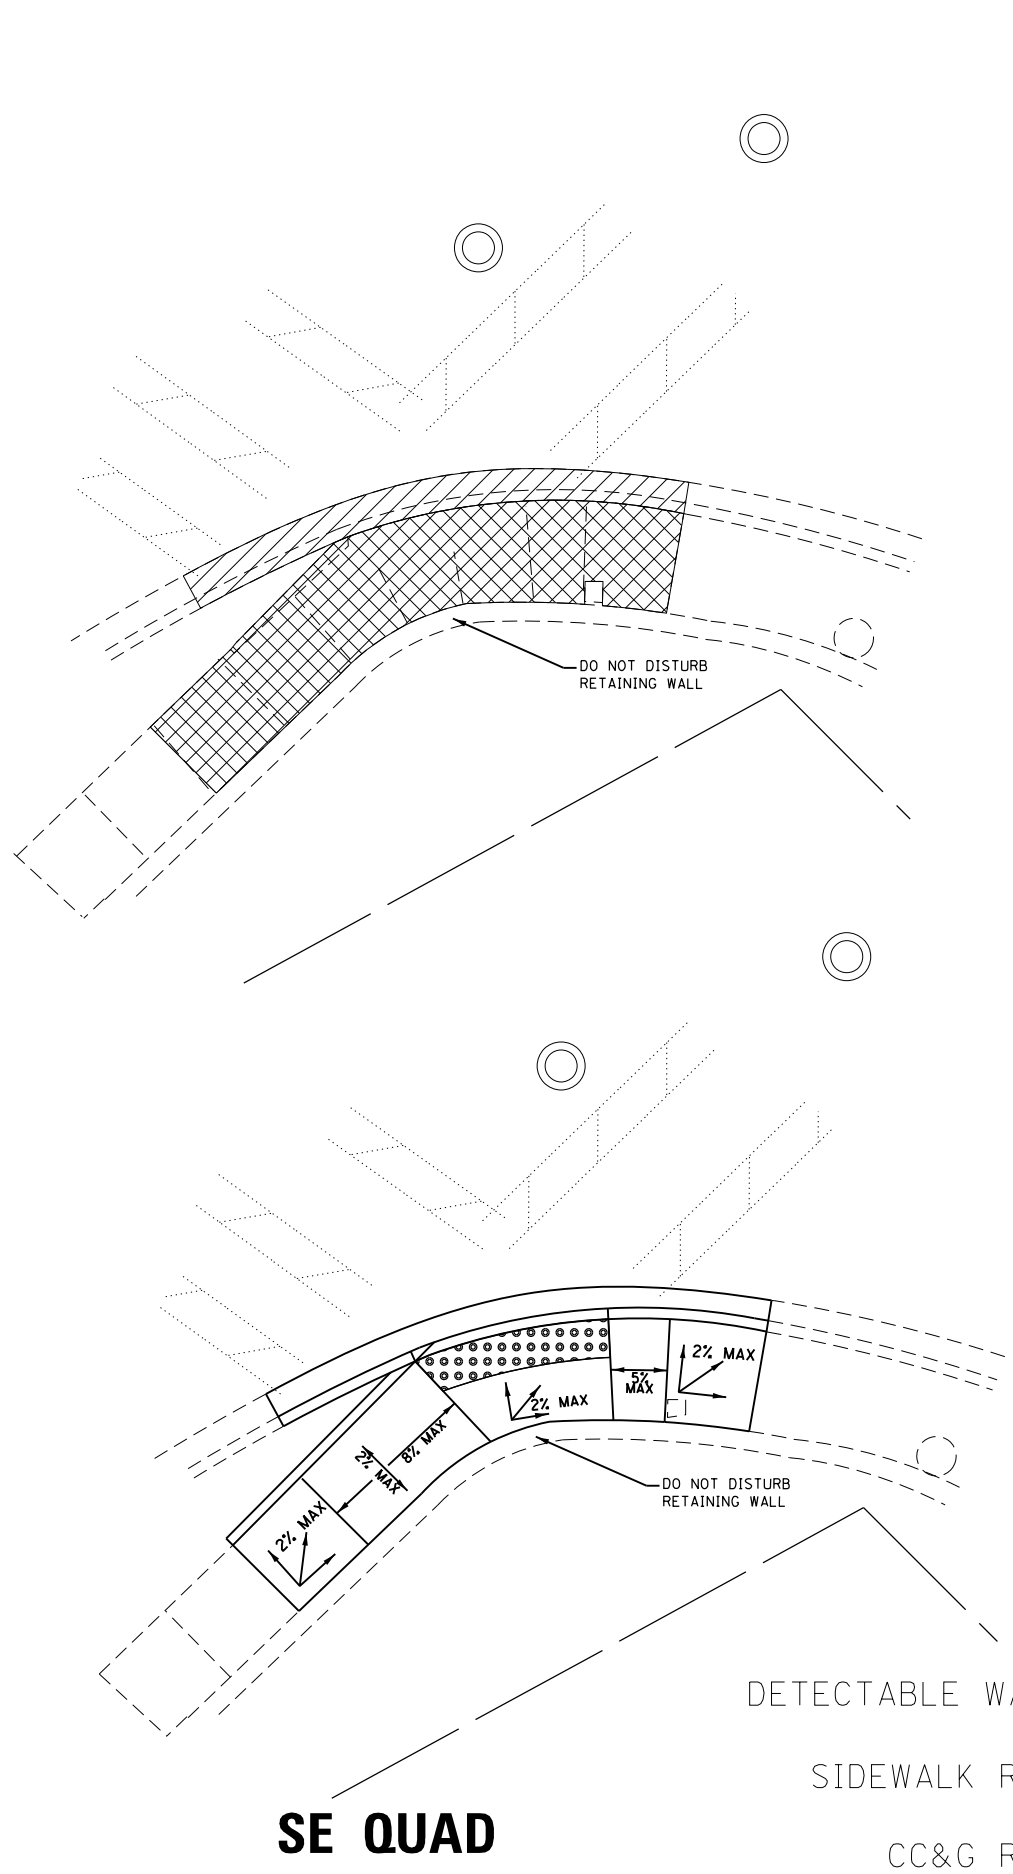 DO NOT DISTURB
RETAINING WALL
2% MAX
5%
MAX
2% MAX
8% MAX
2% MAX
2% MAX
DO NOT DISTURB
RETAINING WALL
DETECTABLE WA
SIDEWALK R
SE QUAD
CC&G R